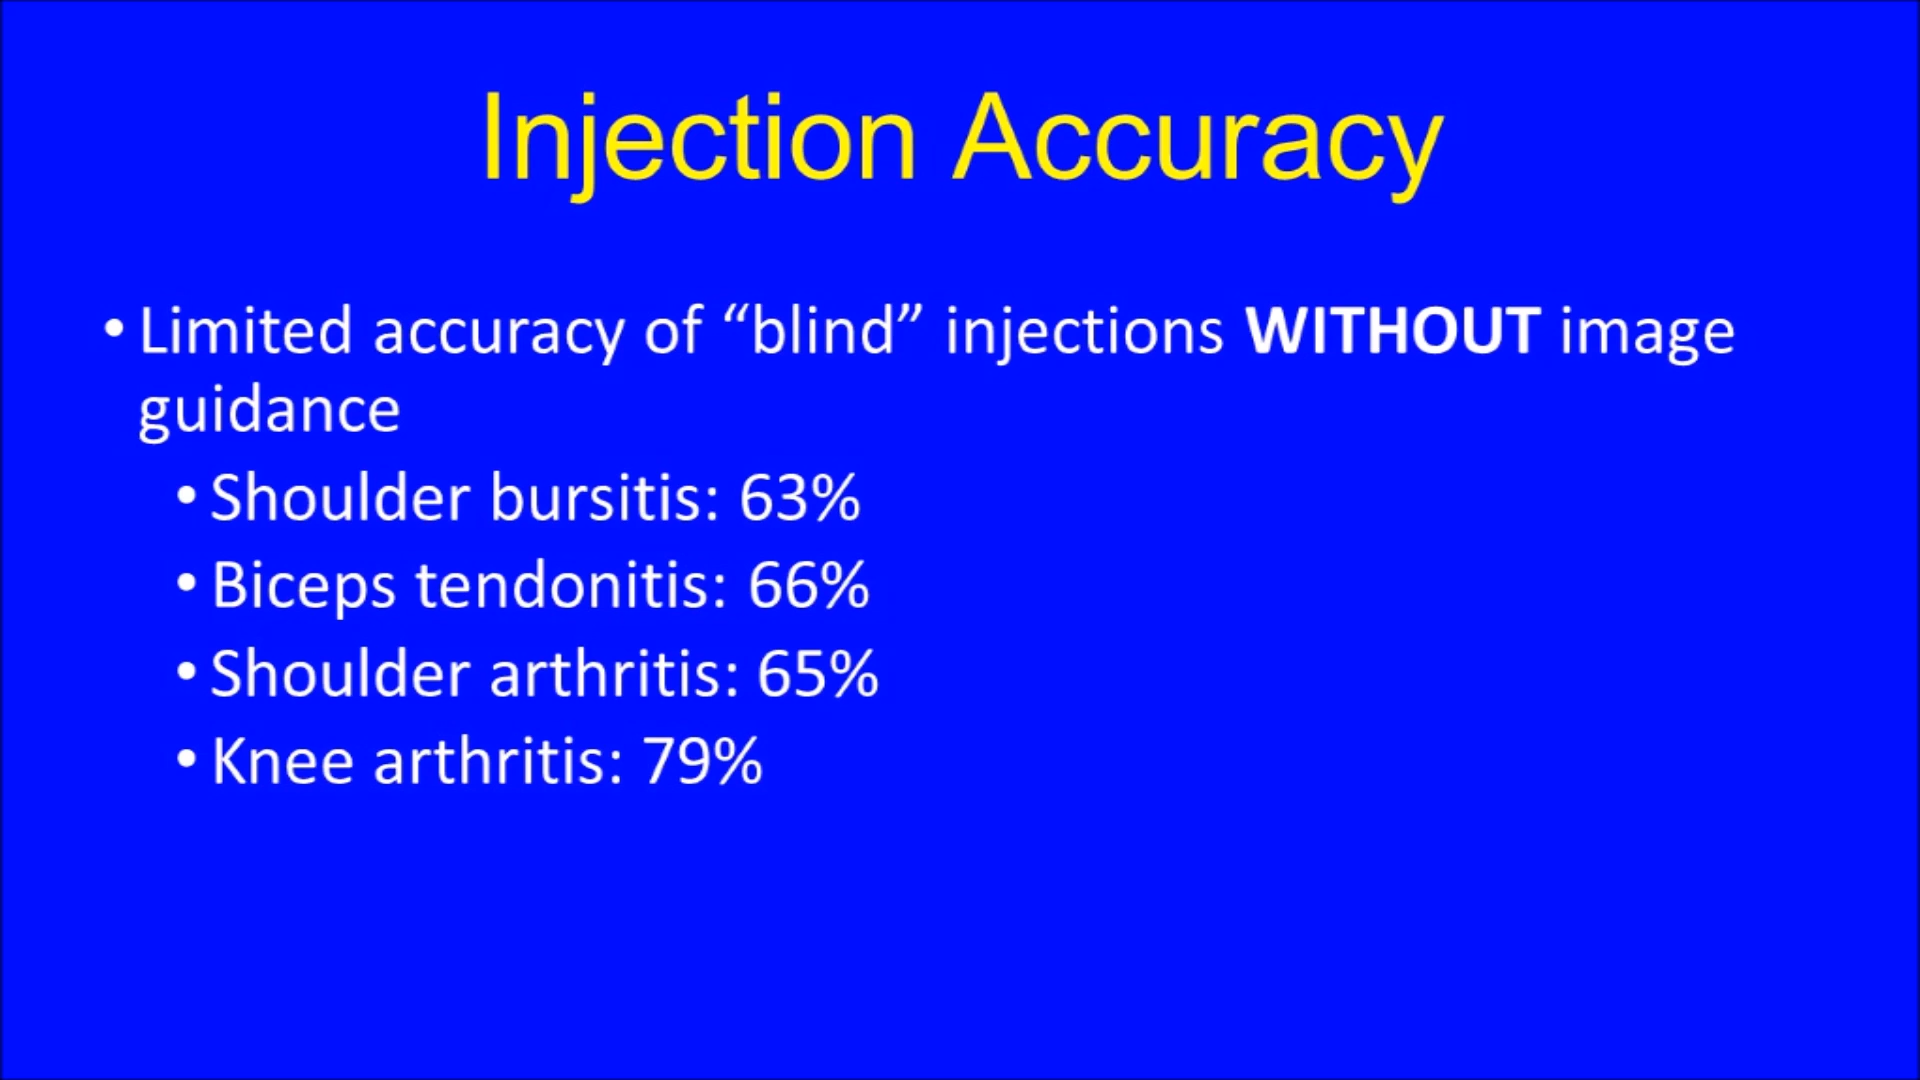 Injection Accuracy
• Limited accuracy of “blind” injections WITHOUT image
guidance
• Shoulder bursitis: 63%
• Biceps tendonitis: 66%
• Shoulder arthritis: 65%
• Knee arthritis: 79%